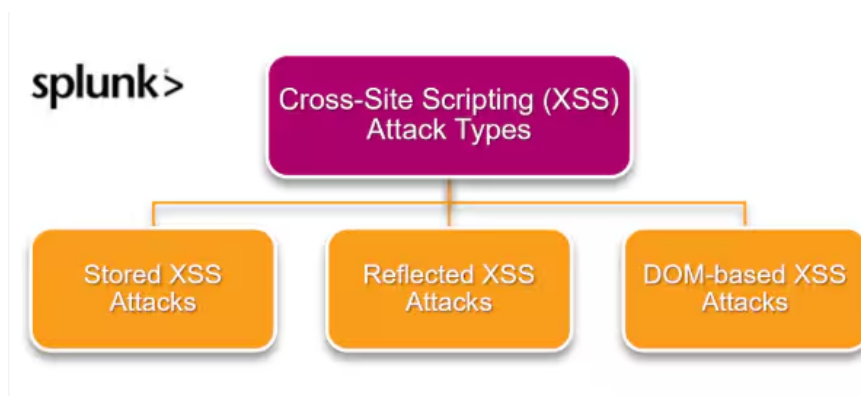 splunk>
Cross-Site Scripting (XSS)
Attack Types
Stored XSS
Attacks
Reflected XSS
Attacks
DOM-based XSS
Attacks